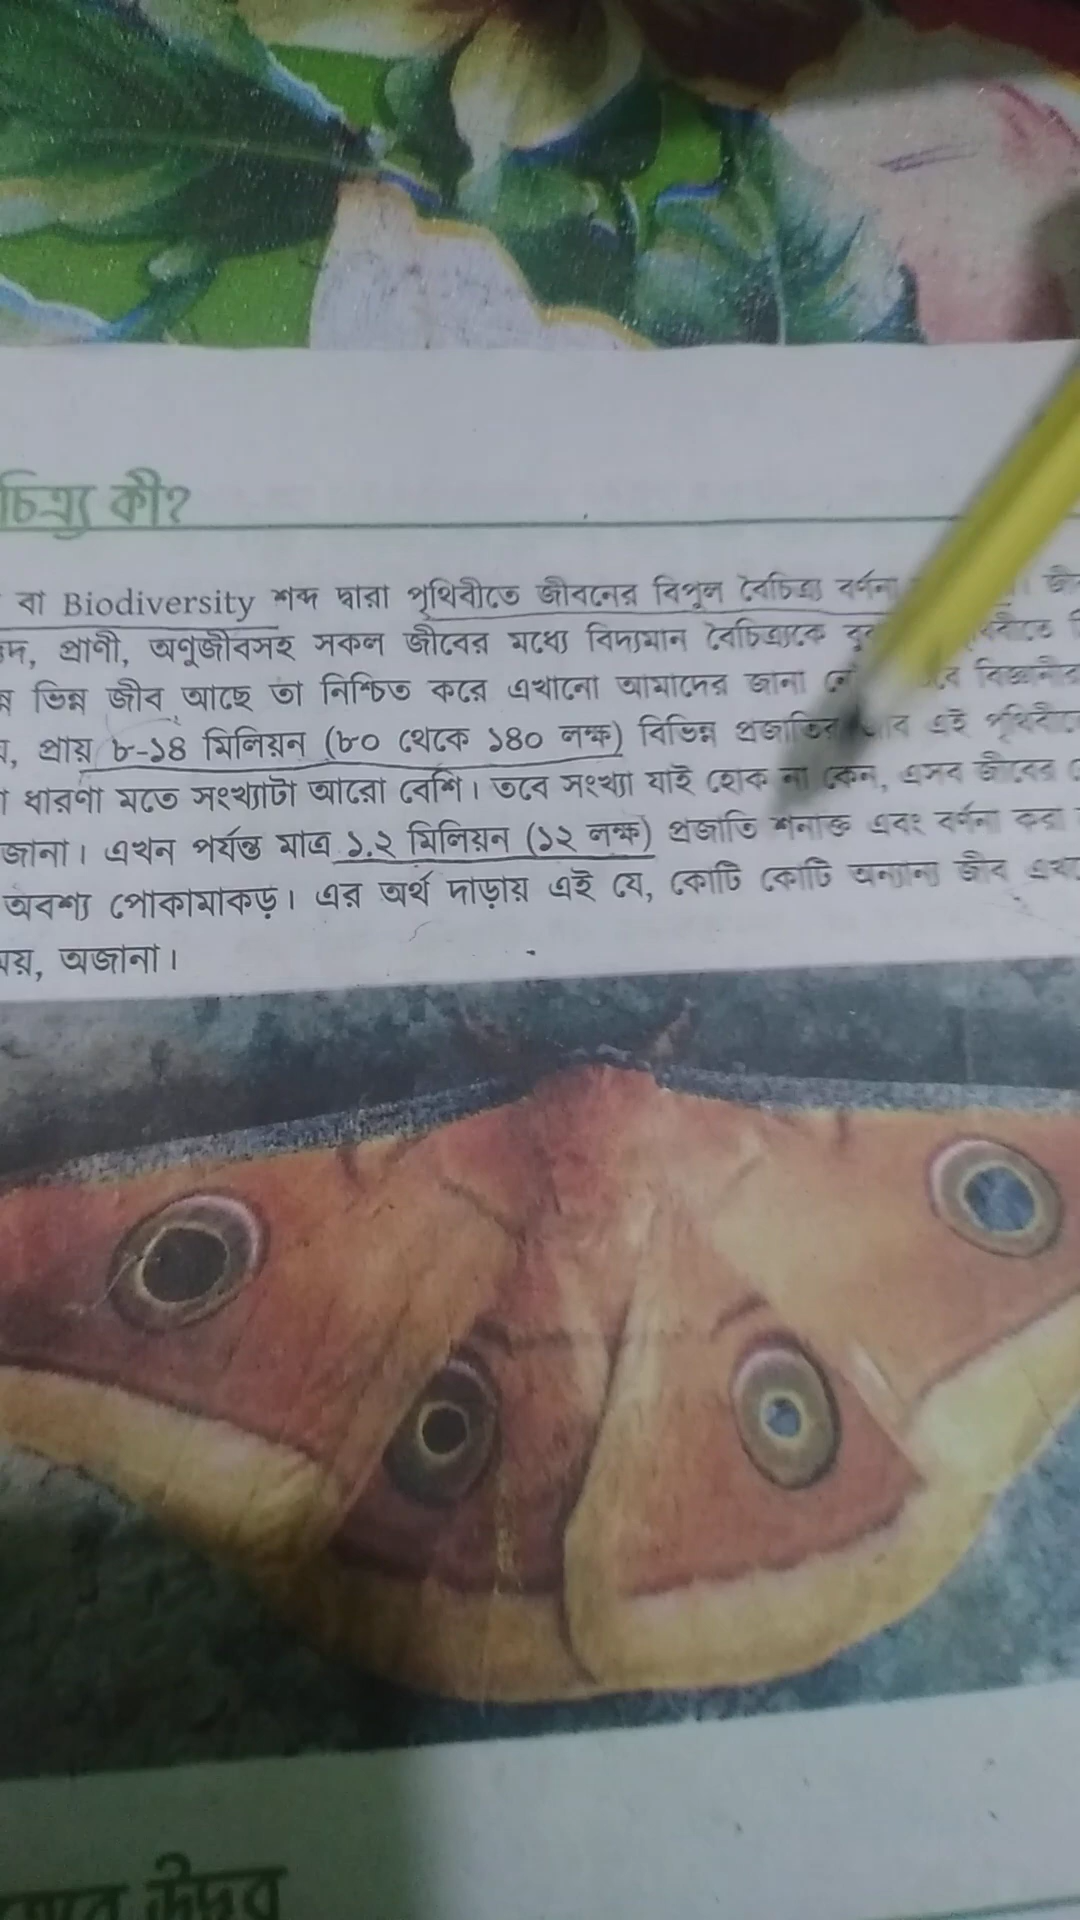 চিত্র্য কী?
বা Biodiversity শব্দ দ্বারা পৃথিবীতে জীবনের বিপুল বৈচিত্র্য বর্ণনা
প্রাণী, অণুজীবসহ সকল জীবের মধ্যে বিদ্যমান বৈচিত্র্যকে
ভিন্ন জীব আছে তা নিশ্চিত করে এখানো আমাদের জানা
প্রায় ৮-১৪ মিলিয়ন (৮০ থেকে ১৪০ লক্ষ) বিভিন্ন প্রজাতির এই
ধারণা মতে সংখ্যাটা আরো বেশি। তবে সংখ্যা যাই হোক না কেন, এসব জীবের
জানা। এখন পর্যন্ত মাত্র ১.২ মিলিয়ন (১২ লক্ষ) প্রজাতি শনাক্ত এবং বর্ণনা করা
অবশ্য পোকামাকড়। এর অর্থ দাড়ায় এই যে, কোটি কোটি অন্যান্য জীব
অজানা।